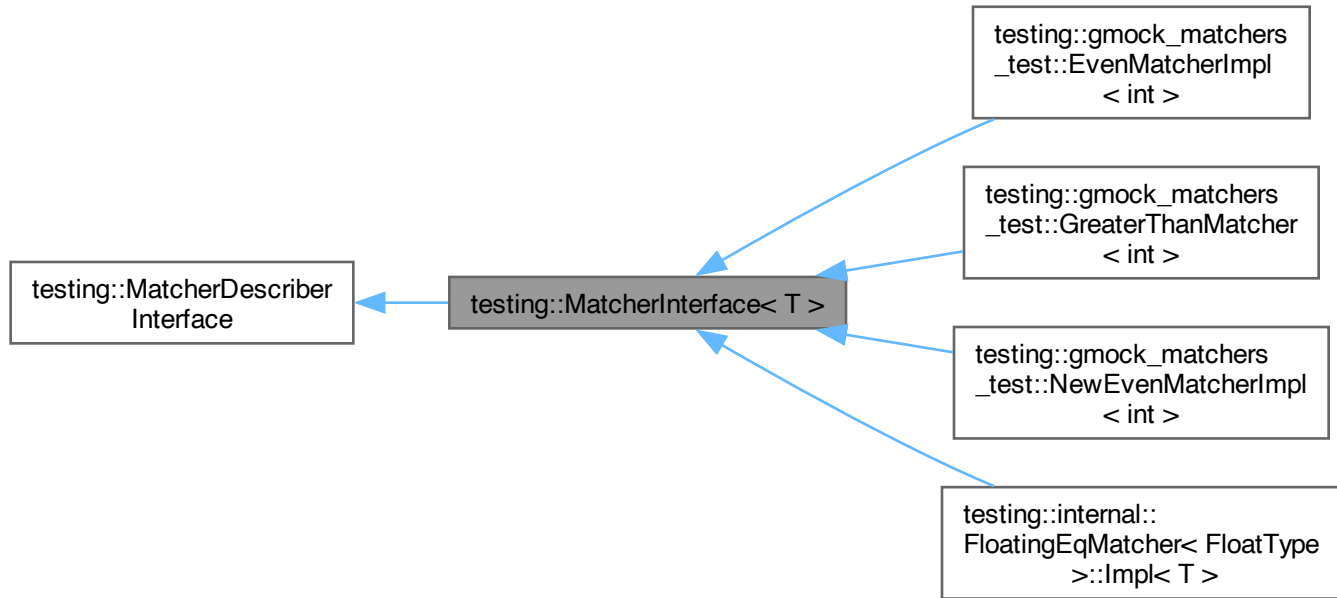 testing::MatcherDescriber
Interface
testing::MatcherInterface< T >
testing::gmock_matchers
_test::EvenMatcherImpl
< int >
testing::gmock_matchers
_test::GreaterThanMatcher
< int >
testing::gmock_matchers
_test::NewEvenMatcherImpl
< int >
testing::internal::
FloatingEqMatcher< FloatType
>::Impl< T >